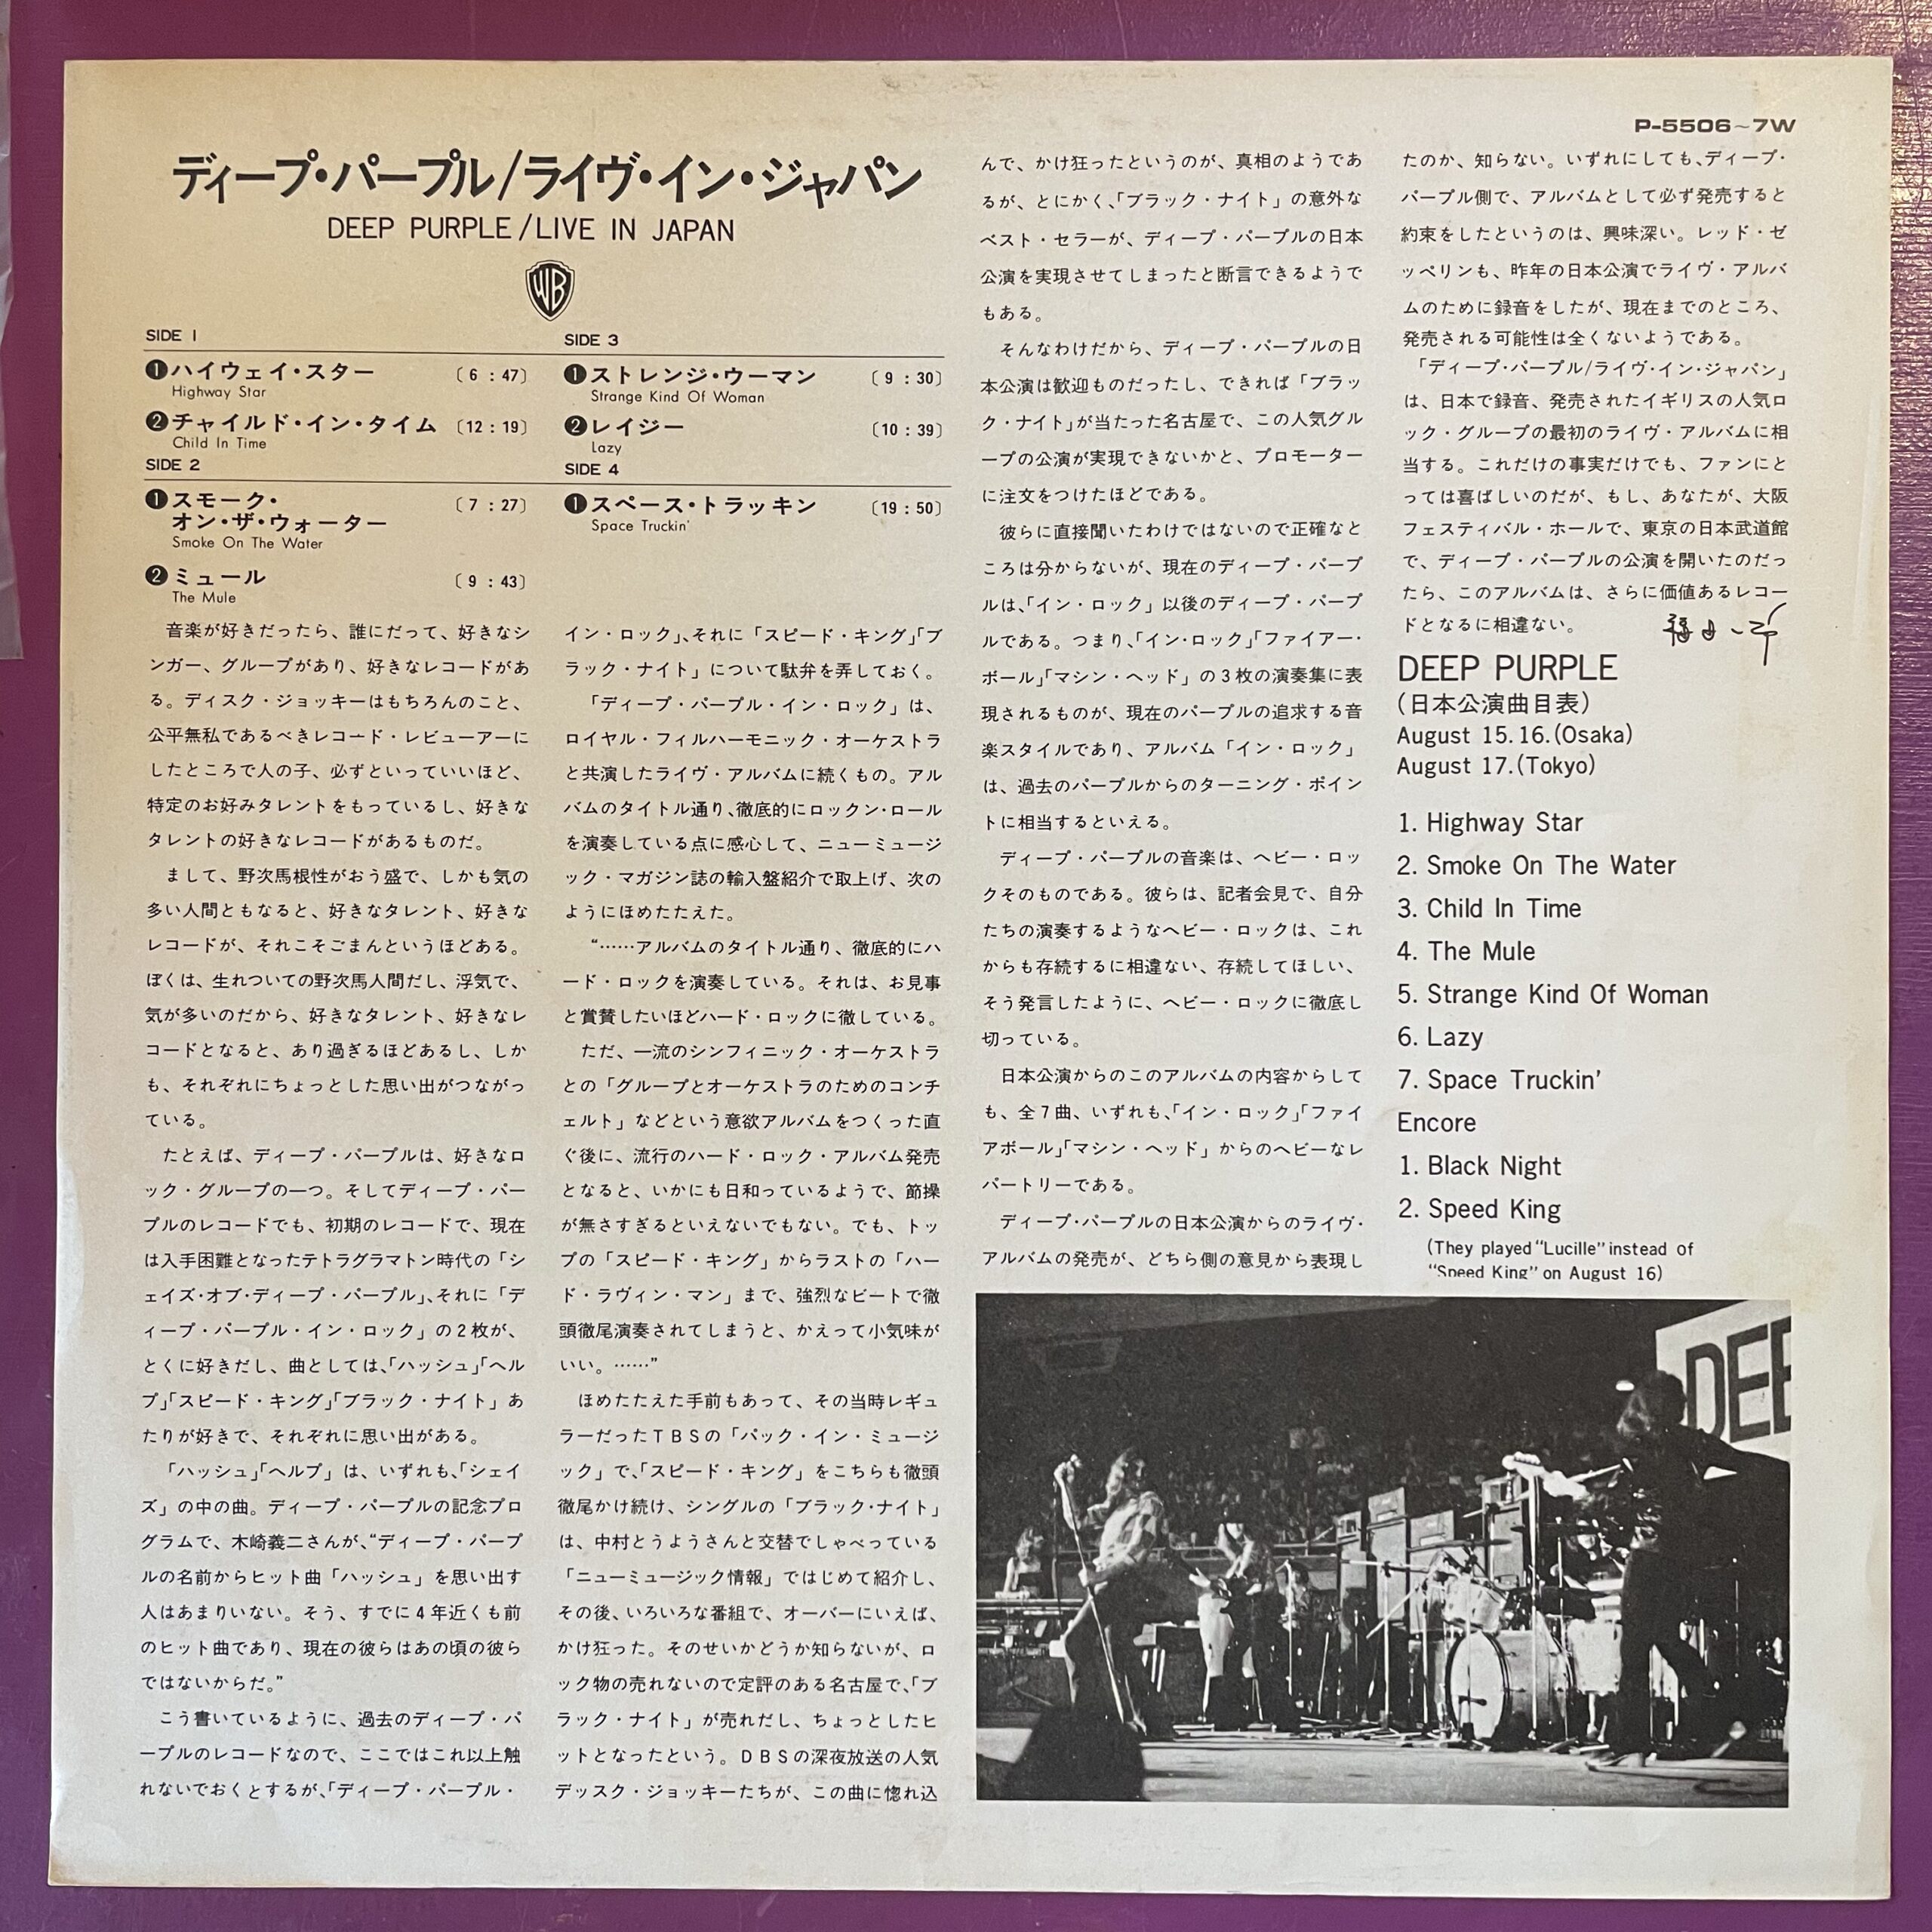 P-5506~7W
ディープ・パープル/ライヴ・イン・ジャパン
DEEP PURPLE/LIVE IN JAPAN
WB
SIDE 1
❶ハイウェイ・スター 〔6：47〕
Highway Star
❷チャイルド・イン・タイム 〔12：19〕
Child In Time
SIDE 2
❶スモーク・ 〔7：27〕
オン・ザ・ウォーター
Smoke On The Water
❷ミュール 〔9：43〕
The Mule
SIDE 3
❶ストレンジ・ウーマン 〔9：30〕
Strange Kind Of Woman
❷レイジー 〔10：39〕
Lazy
SIDE 4
❶スペース・トラッキン 〔19：50〕
Space Truckin'
音楽が好きだったら、誰にだって、好きなシ
ンガー、グループがあり、好きなレコードがあ
る。ディスク・ジョッキーはもちろんのこと、
公平無私であるべきレコード・レビューアーに
したところで人の子、必ずといっていいほど、
特定のお好みタレントをもっているし、好きな
タレントの好きなレコードがあるものだ。
まして、野次馬根性がおう盛で、しかも気の
多い人間ともなると、好きなタレント、好きな
レコードが、それこそごまんというほどある。
ぼくは、生れついての野次馬人間だし、浮気で、
気が多いのだから、好きなタレント、好きなレ
コードとなると、あり過ぎるほどあるし、しか
も、それぞれにちょっとした思い出がつながっ
ている。
たとえば、ディープ・パープルは、好きなロ
ック・グループの一つ。そしてディープ・パー
プルのレコードでも、初期のレコードで、現在
は入手困難となったテトラグラマトン時代の「シ
ェイズ・オブ・ディープ・パープル」、それに「デ
ィープ・パープル・イン・ロック」の2枚が、
とくに好きだし、曲としては、「ハッシュ」「ヘル
プ」「スピード・キング」「ブラック・ナイト」あ
たりが好きで、それぞれに思い出がある。
「ハッシュ」「ヘルプ」は、いずれも、「シェイ
ズ」の中の曲。ディープ・パープルの記念プロ
グラムで、木崎義二さんが、“ディープ・パープ
ルの名前からヒット曲「ハッシュ」を思い出す
人はあまりいない。そう、すでに4年近くも前
のヒット曲であり、現在の彼らはあの頃の彼ら
ではないからだ。”
こう書いているように、過去のディープ・パ
ープルのレコードなので、ここではこれ以上触
れないでおくとするが、「ディープ・パープル・
イン・ロック」、それに「スピード・キング」「ブ
ラック・ナイト」について駄弁を弄しておく。
「ディープ・パープル・イン・ロック」は、
ロイヤル・フィルハーモニック・オーケストラ
と共演したライヴ・アルバムに続くもの。アル
バムのタイトル通り、徹底的にロックン・ロール
を演奏している点に感心して、ニューミュージ
ック・マガジン誌の輸入盤紹介で取上げ、次の
ようにほめたたえた。
“……アルバムのタイトル通り、徹底的にハ
ード・ロックを演奏している。それは、お見事
と賞賛したいほどハード・ロックに徹している。
ただ、一流のシンフィニック・オーケストラ
との「グループとオーケストラのためのコンチ
ェルト」などという意欲アルバムをつくった直
ぐ後に、流行のハード・ロック・アルバム発売
となると、いかにも日和っているようで、節操
が無さすぎるといえないでもない。でも、トッ
プの「スピード・キング」からラストの「ハー
ド・ラヴィン・マン」まで、強烈なビートで徹
頭徹尾演奏されてしまうと、かえって小気味が
いい。……”
ほめたたえた手前もあって、その当時レギュ
ラーだったTBSの「パック・イン・ミュージ
ック」で、「スピード・キング」をこちらも徹頭
徹尾かけ続け、シングルの「ブラック・ナイト」
は、中村とうようさんと交替でしゃべっている
「ニューミュージック情報」ではじめて紹介し、
その後、いろいろな番組で、オーバーにいえば、
かけ狂った。そのせいかどうか知らないが、ロ
ック物の売れないので定評のある名古屋で、「ブ
ラック・ナイト」が売れだし、ちょっとしたヒ
ットとなったという。DBSの深夜放送の人気
デッスク・ジョッキーたちが、この曲に惚れ込
んで、かけ狂ったというのが、真相のようであ
るが、とにかく、「ブラック・ナイト」の意外な
ベスト・セラーが、ディープ・パープルの日本
公演を実現させてしまったと断言できるようで
もある。
そんなわけだから、ディープ・パープルの日
本公演は歓迎ものだったし、できれば「ブラッ
ク・ナイト」が当たった名古屋で、この人気グル
ープの公演が実現できないかと、プロモーター
に注文をつけたほどである。
彼らに直接聞いたわけではないので正確なと
ころは分からないが、現在のディープ・パープ
ルは、「イン・ロック」以後のディープ・パープ
ルである。つまり、「イン・ロック」「ファイアー・
ボール」「マシン・ヘッド」の3枚の演奏集に表
現されるものが、現在のパープルの追求する音
楽スタイルであり、アルバム「イン・ロック」
は、過去のパープルからのターニング・ポイン
トに相当するといえる。
ディープ・パープルの音楽は、ヘビー・ロッ
クそのものである。彼らは、記者会見で、自分
たちの演奏するようなヘビー・ロックは、これ
からも存続するに相違ない、存続してほしい、
そう発言したように、ヘビー・ロックに徹底し
切っている。
日本公演からのこのアルバムの内容からして
も、全7曲、いずれも、「イン・ロック」「ファイ
アボール」「マシン・ヘッド」からのヘビーなレ
パートリーである。
ディープ・パープルの日本公演からのライヴ・
アルバムの発売が、どちら側の意見から表現し
たのか、知らない。いずれにしても、ディープ・
パープル側で、アルバムとして必ず発売すると
約束をしたというのは、興味深い。レッド・ゼ
ッペリンも、昨年の日本公演でライヴ・アルバ
ムのために録音をしたが、現在までのところ、
発売される可能性は全くないようである。
「ディープ・パープル/ライヴ・イン・ジャパン」
は、日本で録音、発売されたイギリスの人気ロ
ック・グループの最初のライヴ・アルバムに相
当する。これだけの事実だけでも、ファンにと
っては喜ばしいのだが、もし、あなたが、大阪
フェスティバル・ホールで、東京の日本武道館
で、ディープ・パープルの公演を開いたのだっ
たら、このアルバムは、さらに価値あるレコー
ドとなるに相違ない。
DEEP PURPLE
(日本公演曲目表)
August 15.16.(Osaka)
August 17.(Tokyo)
1. Highway Star
2. Smoke On The Water
3. Child In Time
4. The Mule
5. Strange Kind Of Woman
6. Lazy
7. Space Truckin'
Encore
1. Black Night
2. Speed King
(They played “Lucille” instead of
“Speed King” on August 16)
DEE